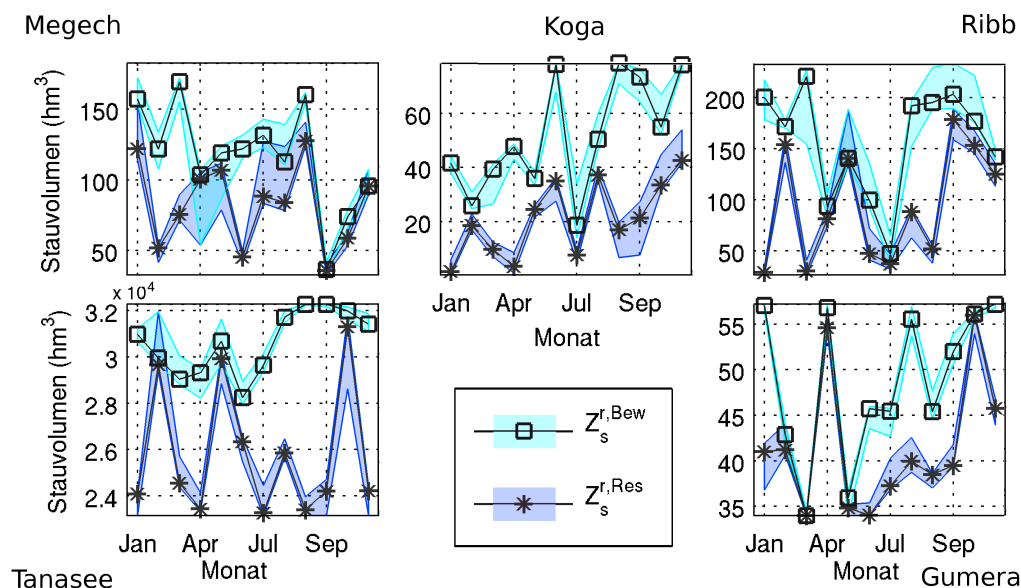 Megech
Koga
Ribb
Stauvolumen (hm³)
150
100
50
60
40
20
200
150
100
50
Jan Apr Jul Sep
Monat
x 10⁴
Stauvolumen (hm³)
3.2
3
2.8
2.6
2.4
Jan Apr Jul Sep
Monat
Z_s^{r,Bew}
Z_s^{r,Res}
55
50
45
40
35
Jan Apr Jul Sep
Monat
Tanasee
Gumera